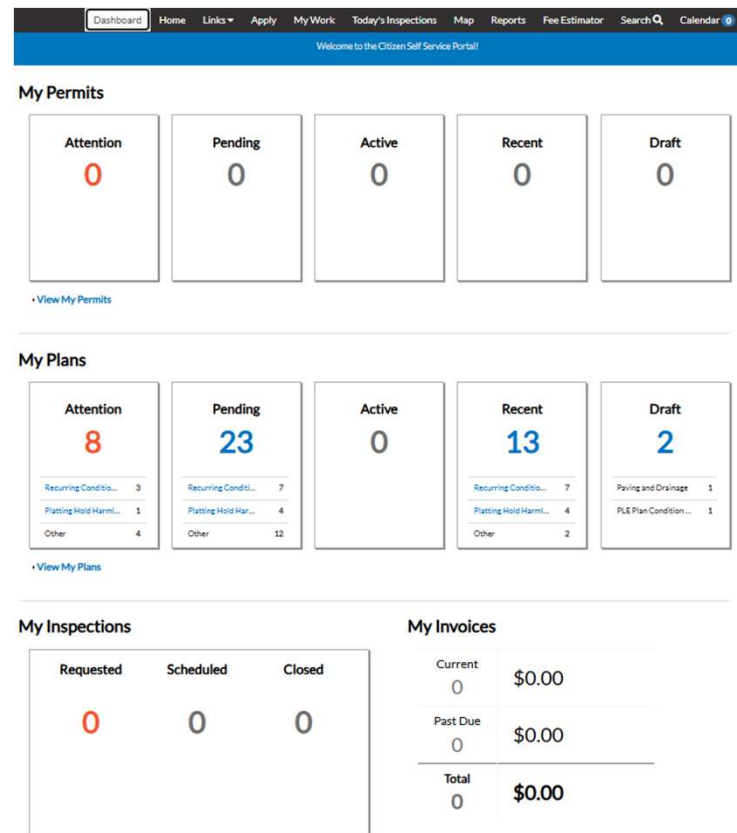 Dashboard Home Links Apply My Work Today's Inspections Map Reports Fee Estimator Search Calendar 0
Welcome to the Citizen Self Service Portal!
My Permits
Attention Pending Active Recent Draft
0 0 0 0 0
View My Permits
My Plans
Attention Pending Active Recent Draft
8 23 0 13 2
Recurring Conditio... 3 Recurring Conditi... 7 Recurring Conditio... 7 Paving and Drainage 1
Platting Hold Harml... 1 Platting Hold Har... 4 Platting Hold Harml... 4 PLE Plan Condition ... 1
Other 4 Other 12 Other 2
View My Plans
My Inspections My Invoices
Requested Scheduled Closed
0 0 0
Current
0 $0.00
Past Due
0 $0.00
Total
0 $0.00